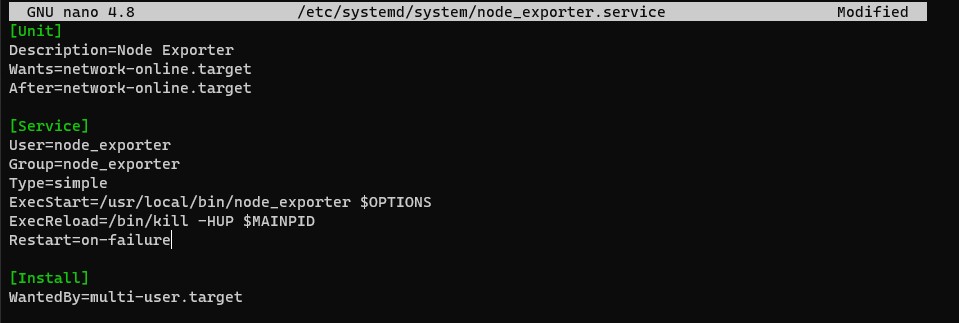 GNU nano 4.8 /etc/systemd/system/node_exporter.service Modified
[Unit]
Description=Node Exporter
Wants=network-online.target
After=network-online.target
[Service]
User=node_exporter
Group=node_exporter
Type=simple
ExecStart=/usr/local/bin/node_exporter $OPTIONS
ExecReload=/bin/kill -HUP $MAINPID
Restart=on-failure
[Install]
WantedBy=multi-user.target